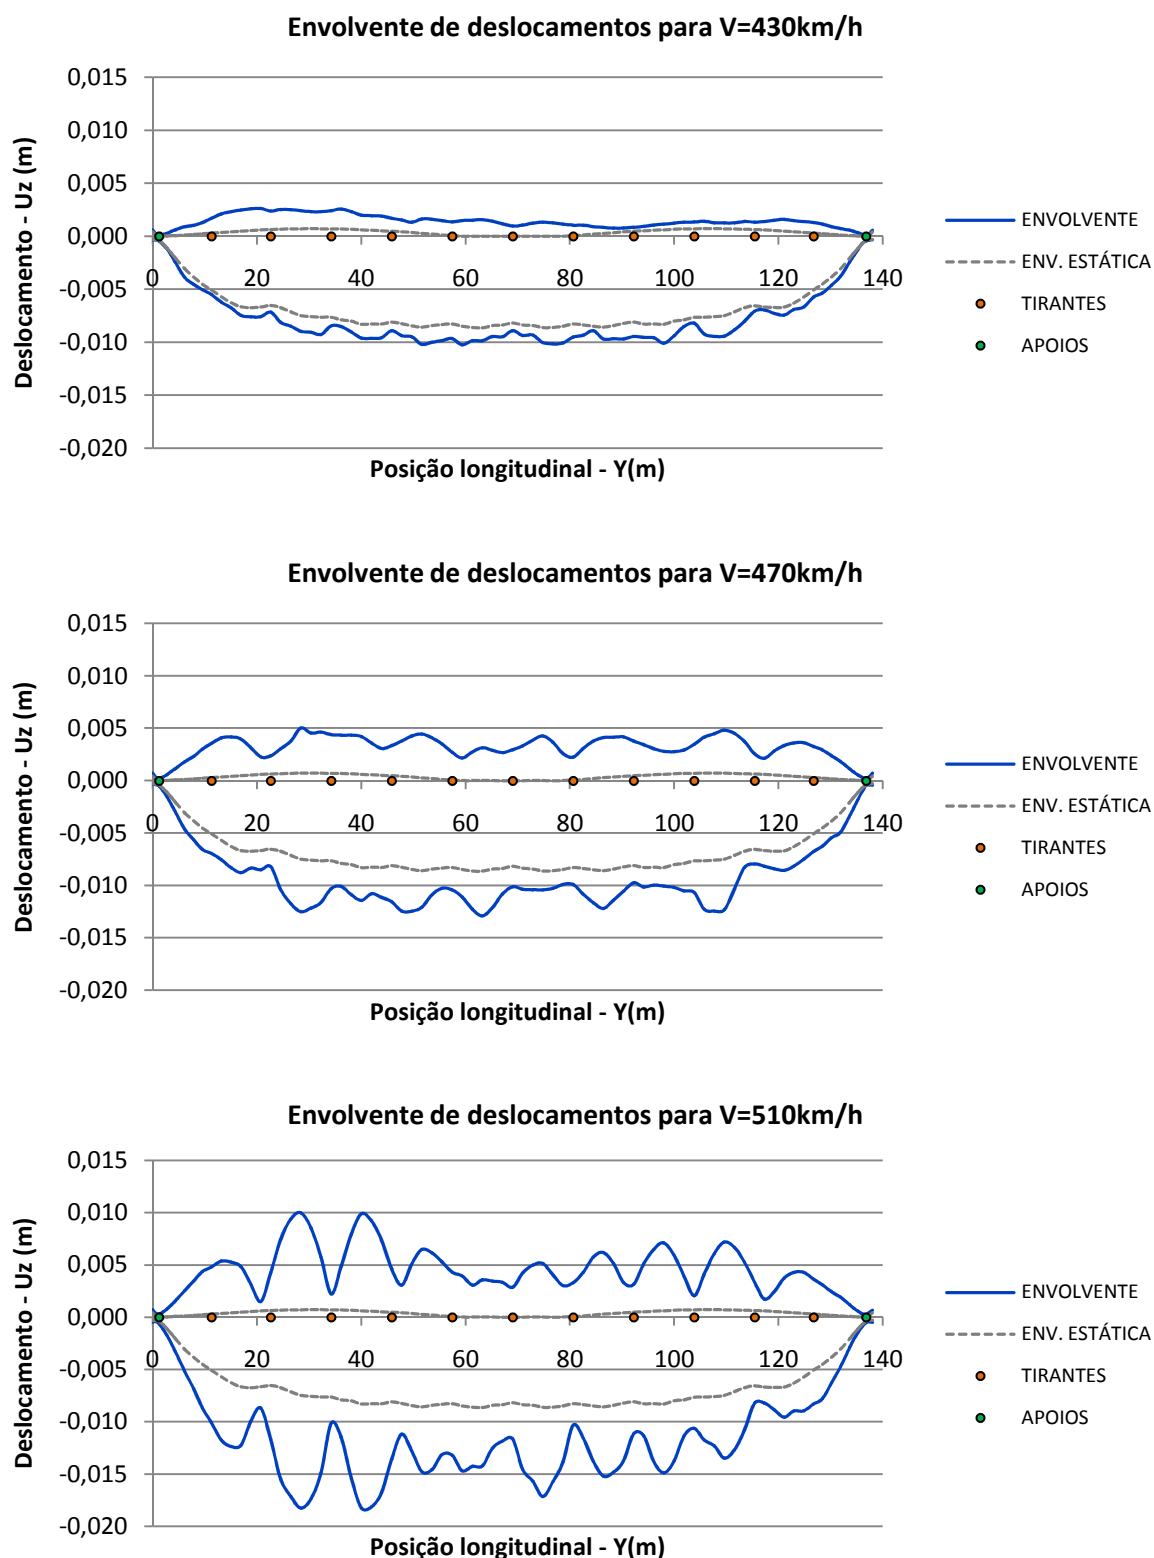 Envolvente de deslocamentos para V=430km/h
Deslocamento - Uz (m)
0,015
0,010
0,005
0,000
-0,005
-0,010
-0,015
-0,020
0 20 40 60 80 100 120 140
Posição longitudinal - Y(m)
ENVOLVENTE
ENV. ESTÁTICA
TIRANTES
APOIOS
Envolvente de deslocamentos para V=470km/h
Deslocamento - Uz (m)
0,015
0,010
0,005
0,000
-0,005
-0,010
-0,015
-0,020
0 20 40 60 80 100 120 140
Posição longitudinal - Y(m)
ENVOLVENTE
ENV. ESTÁTICA
TIRANTES
APOIOS
Envolvente de deslocamentos para V=510km/h
Deslocamento - Uz (m)
0,015
0,010
0,005
0,000
-0,005
-0,010
-0,015
-0,020
0 20 40 60 80 100 120 140
Posição longitudinal - Y(m)
ENVOLVENTE
ENV. ESTÁTICA
TIRANTES
APOIOS